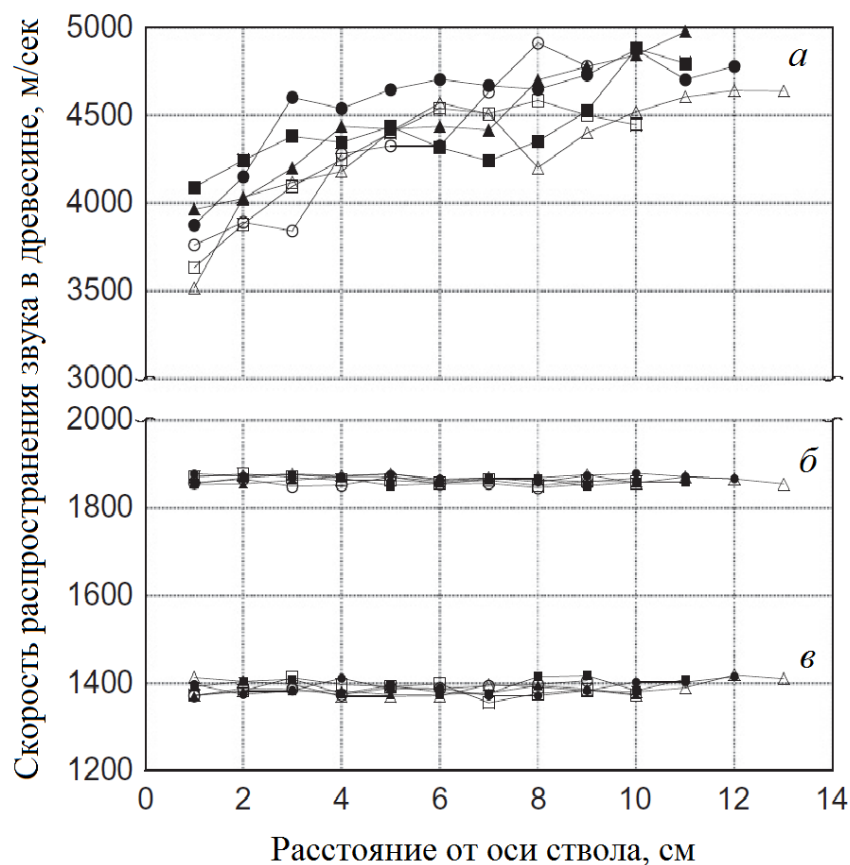 Скорость распространения звука в древесине, м/сек
5000
а
4500
4000
3500
3000
2000
б
1800
1600
в
1400
1200
0 2 4 6 8 10 12 14
Расстояние от оси ствола, см